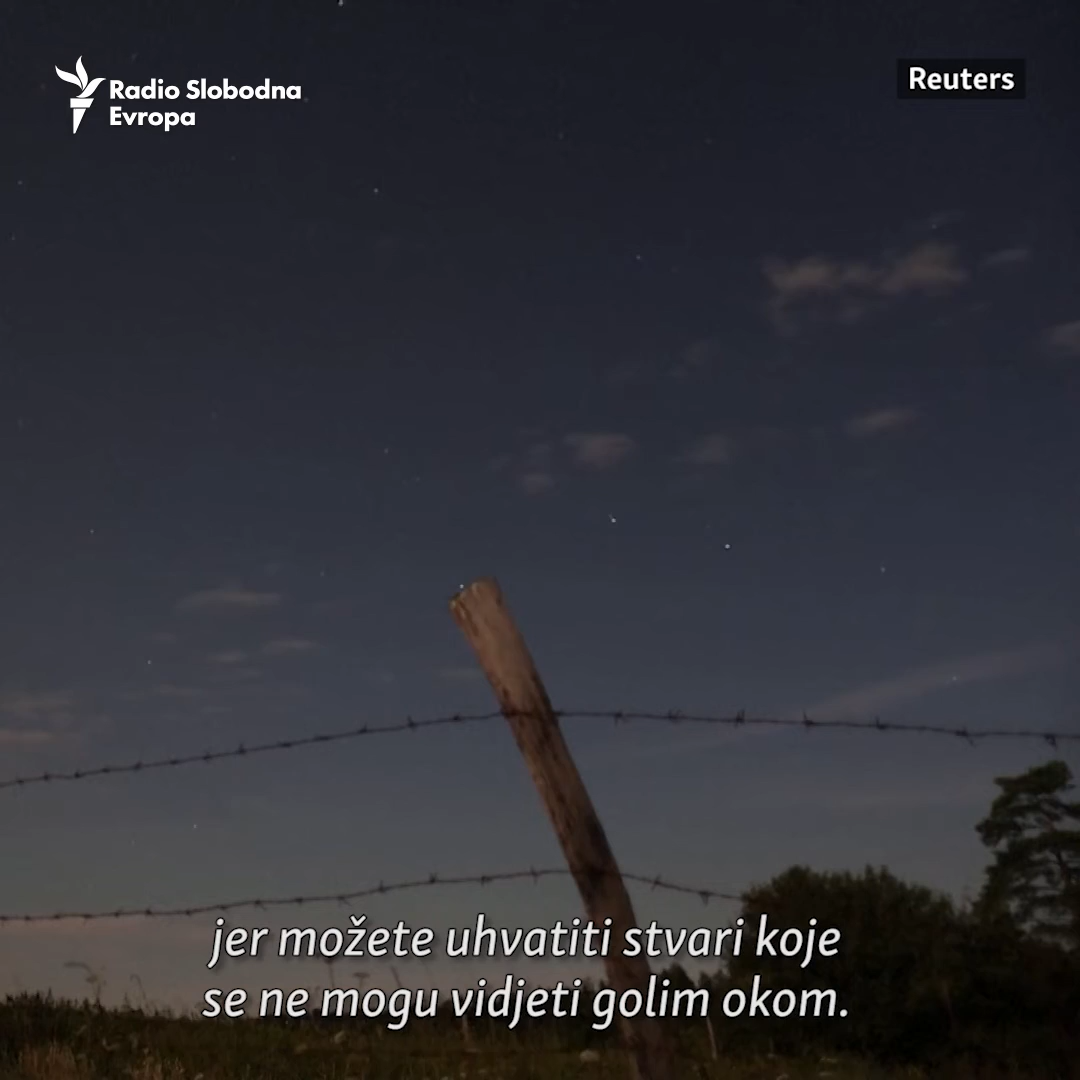 Radio Slobodna
Evropa
Reuters
jer možete uhvatiti stvari koje
se ne mogu vidjeti golim okom.